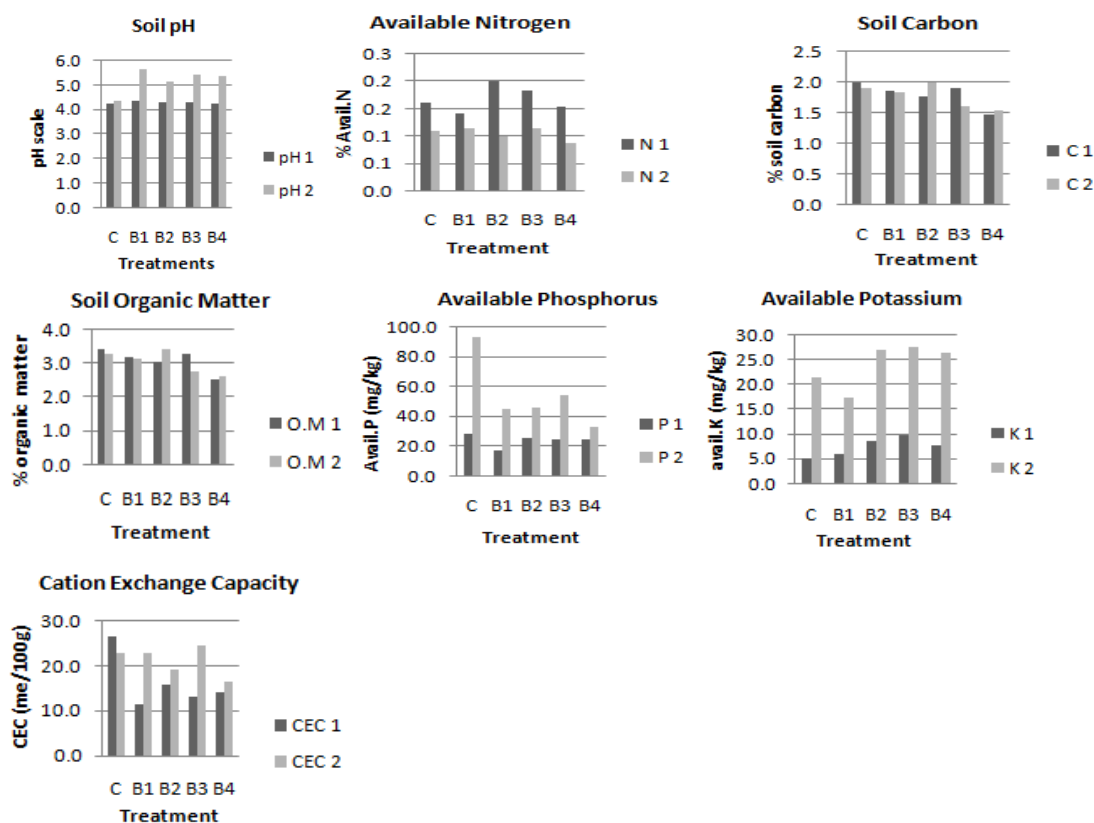 Soil pH
6.0
5.0
4.0
3.0
2.0
1.0
0.0
pH scale
C B1 B2 B3 B4
Treatments
pH 1
pH 2
Available Nitrogen
0.3
0.2
0.2
0.1
0.1
0.0
% Avail.N
C B1 B2 B3 B4
Treatment
N 1
N 2
Soil Carbon
2.5
2.0
1.5
1.0
0.5
0.0
% soil carbon
C B1 B2 B3 B4
Treatment
C 1
C 2
Soil Organic Matter
4.0
3.0
2.0
1.0
0.0
% organic matter
C B1 B2 B3 B4
Treatment
O.M 1
O.M 2
Available Phosphorus
100.0
80.0
60.0
40.0
20.0
0.0
Avail.P (mg/kg)
C B1 B2 B3 B4
Treatment
P 1
P 2
Available Potassium
30.0
25.0
20.0
15.0
10.0
5.0
0.0
avail.K (mg/kg)
C B1 B2 B3 B4
Treatment
K 1
K 2
Cation Exchange Capacity
30.0
20.0
10.0
0.0
CEC (me/100g)
C B1 B2 B3 B4
Treatment
CEC 1
CEC 2